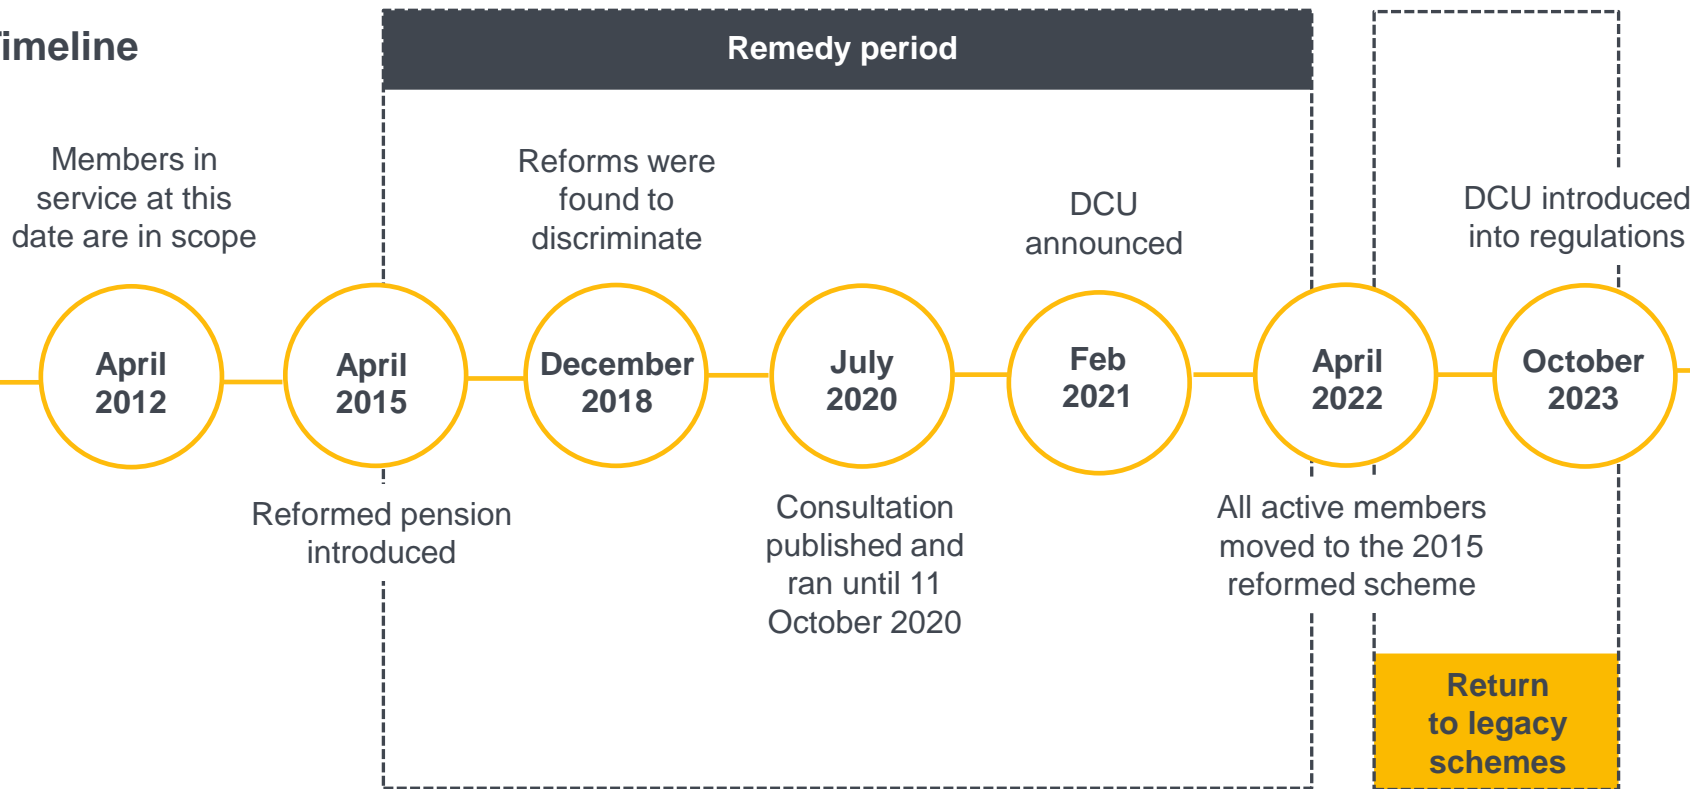 Timeline
Remedy period
Members in
service at this
date are in scope
Reforms were
found to
discriminate
DCU
announced
DCU introduced
into regulations
April
2012
April
2015
December
2018
July
2020
Feb
2021
April
2022
October
2023
Reformed pension
introduced
Consultation
published and
ran until 11
October 2020
All active members
moved to the 2015
reformed scheme
Return
to legacy
schemes